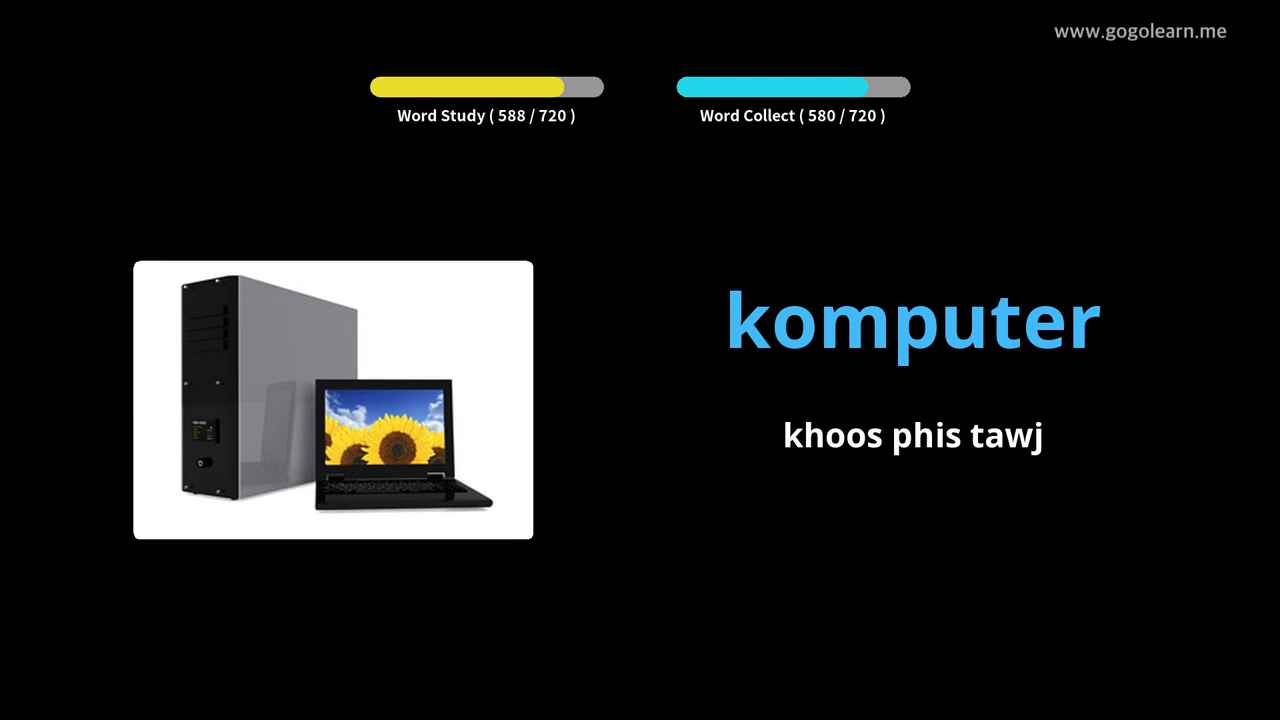 www.gogolearn.me
Word Study ( 588 / 720 )
Word Collect ( 580 / 720 )
komputer
khoos phis tawj